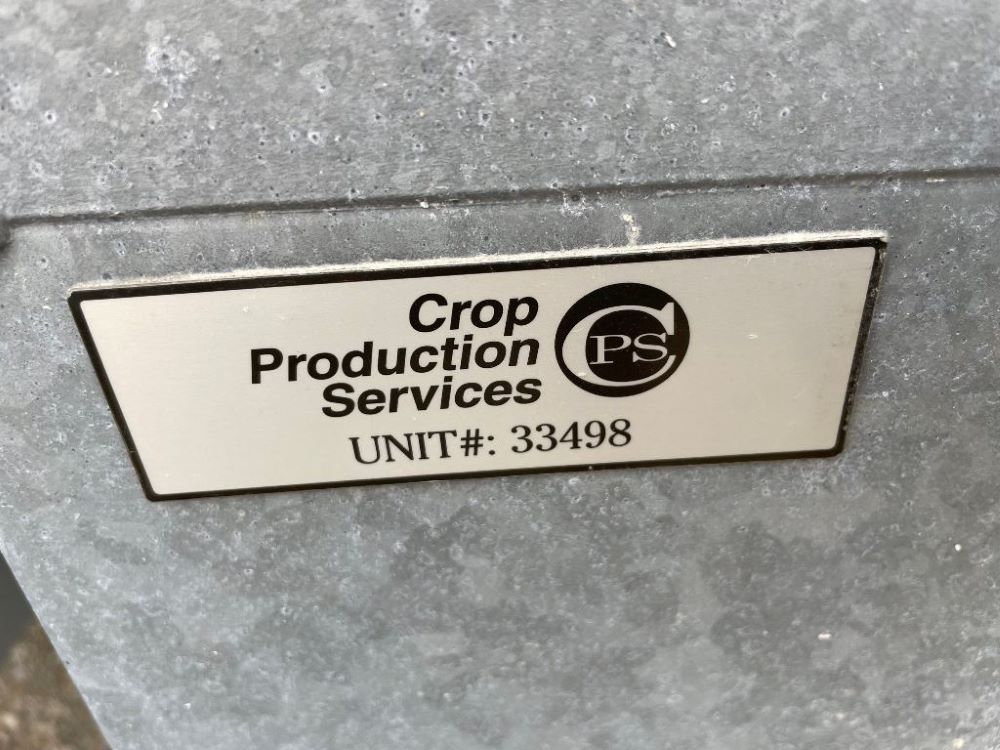 Crop
Production
Services
CPS
UNIT#: 33498